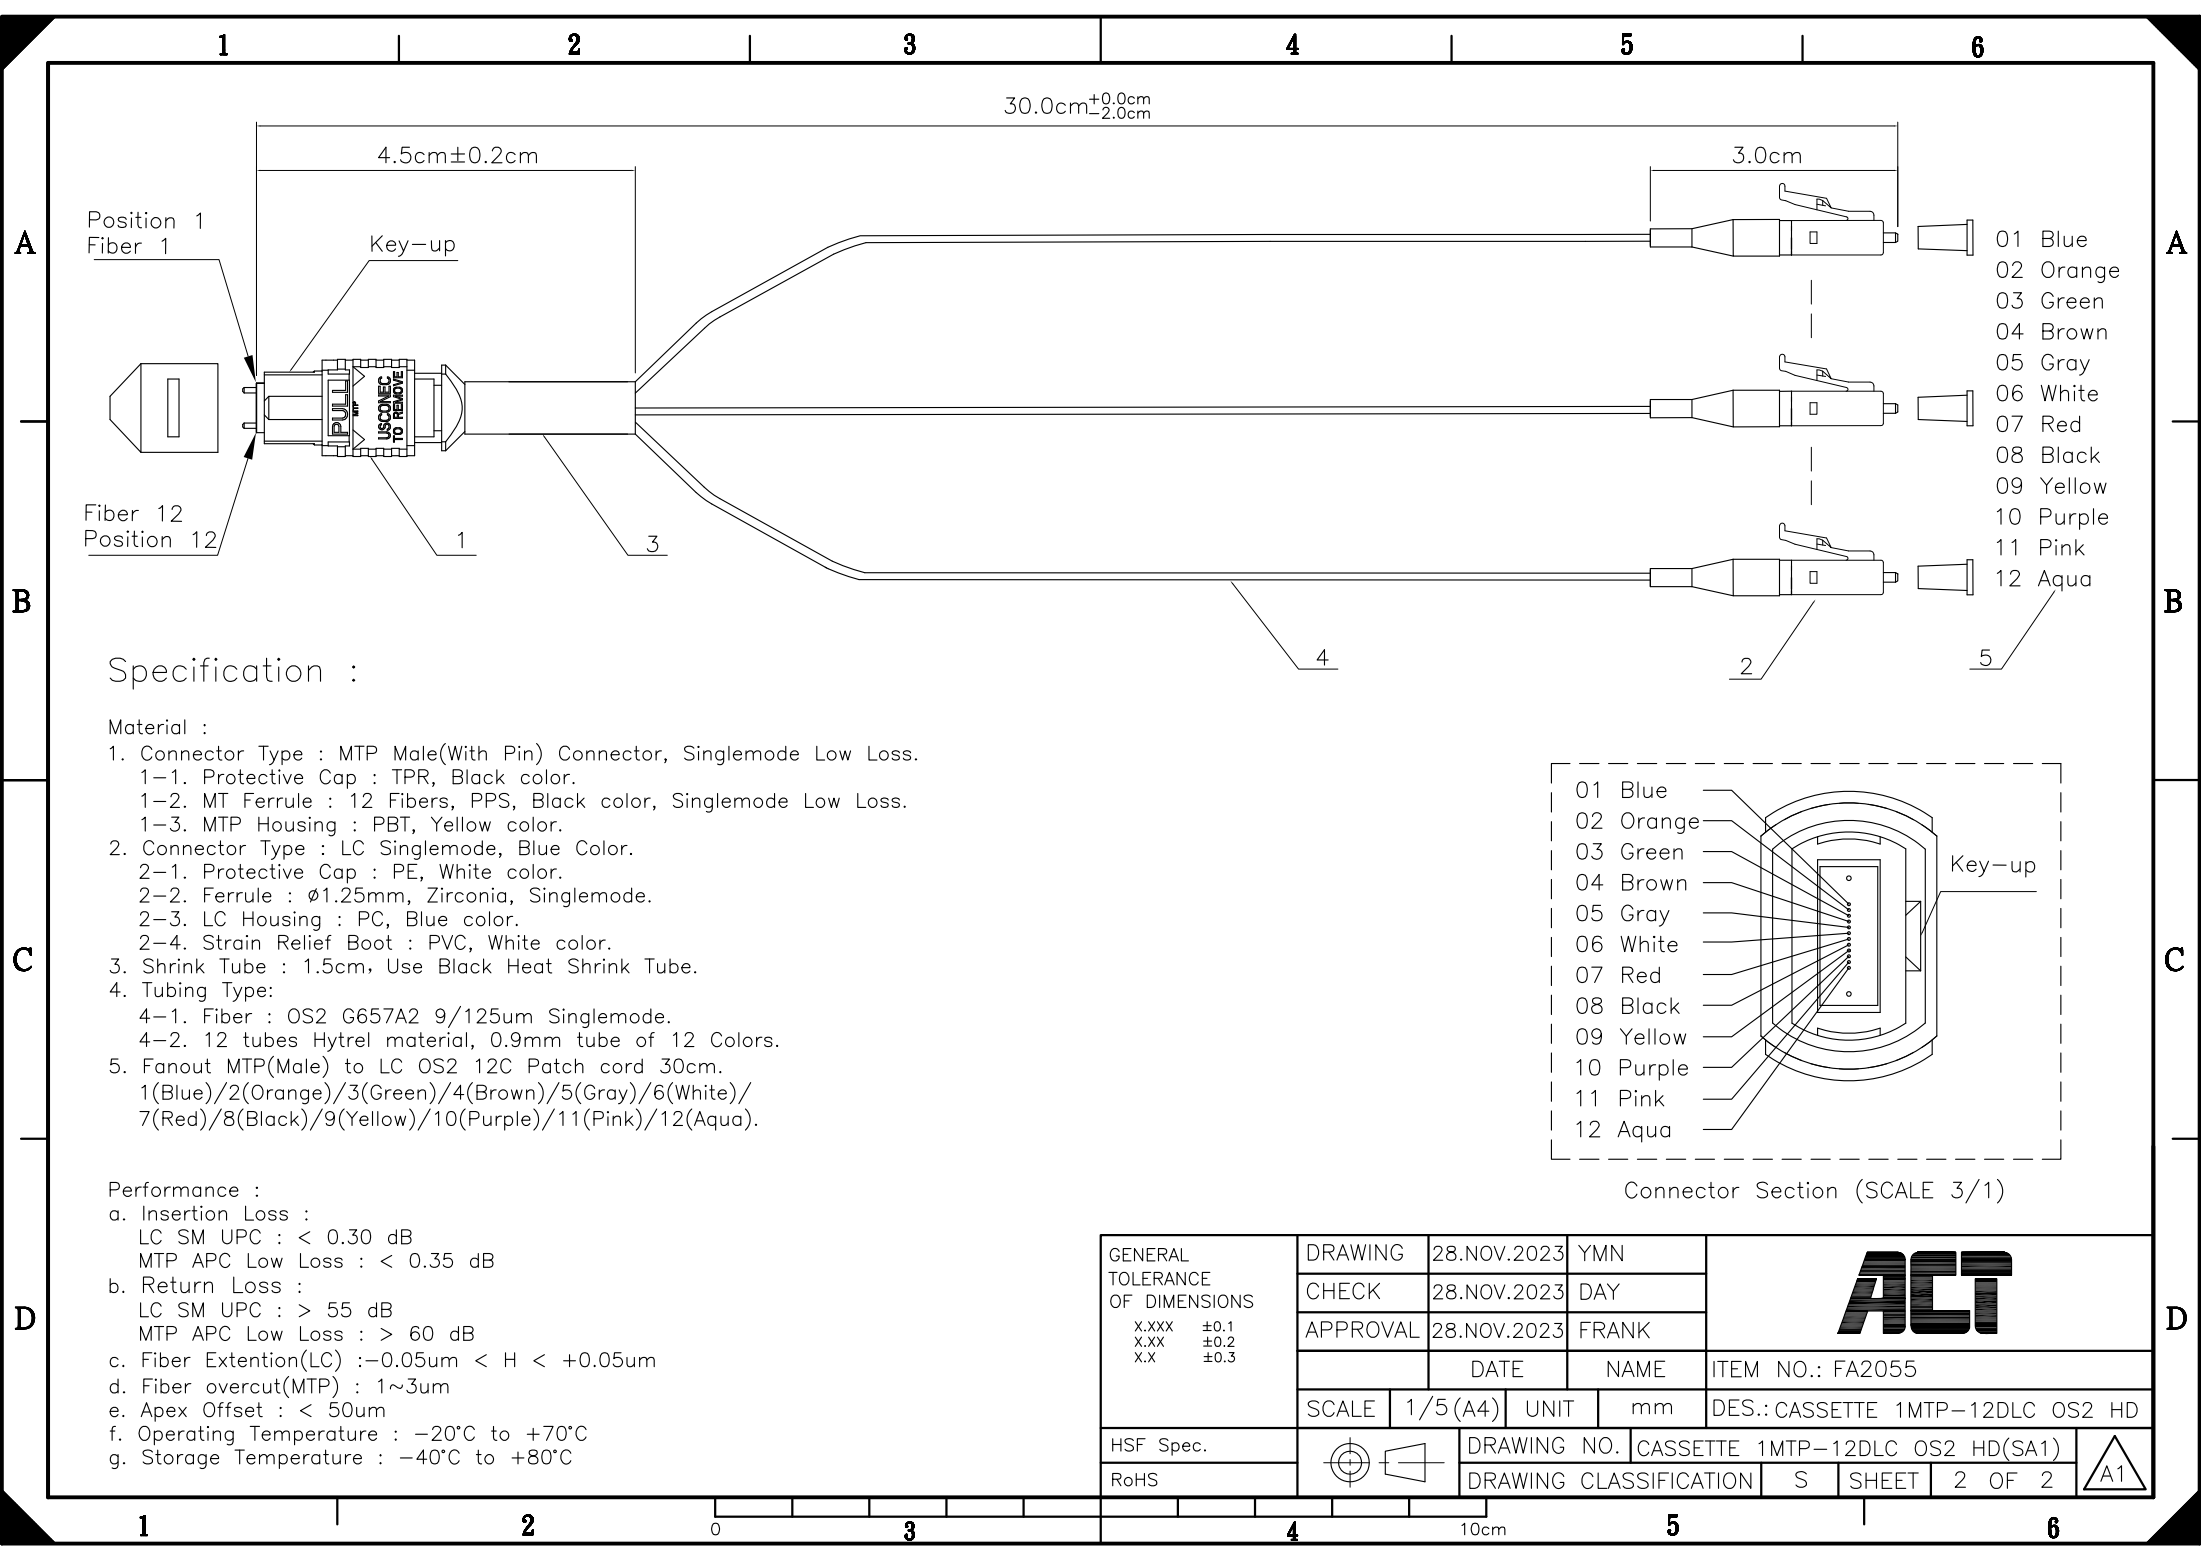 1 2 3 4 5 6
30.0cm+0.0cm
-2.0cm
4.5cm±0.2cm
3.0cm
Position 1
Fiber 1
Key-up
A
A
01 Blue
02 Orange
03 Green
04 Brown
05 Gray
06 White
07 Red
08 Black
09 Yellow
10 Purple
11 Pink
12 Aqua
PULL
MTP
USCONEC
TO REMOVE
Fiber 12
Position 12
1
3
4
2
5
B
B
Specification :
Material :
1. Connector Type : MTP Male(With Pin) Connector, Singlemode Low Loss.
1-1. Protective Cap : TPR, Black color.
1-2. MT Ferrule : 12 Fibers, PPS, Black color, Singlemode Low Loss.
1-3. MTP Housing : PBT, Yellow color.
2. Connector Type : LC Singlemode, Blue Color.
2-1. Protective Cap : PE, White color.
2-2. Ferrule : ø1.25mm, Zirconia, Singlemode.
2-3. LC Housing : PC, Blue color.
2-4. Strain Relief Boot : PVC, White color.
3. Shrink Tube : 1.5cm, Use Black Heat Shrink Tube.
4. Tubing Type:
4-1. Fiber : OS2 G657A2 9/125um Singlemode.
4-2. 12 tubes Hytrel material, 0.9mm tube of 12 Colors.
5. Fanout MTP(Male) to LC OS2 12C Patch cord 30cm.
1(Blue)/2(Orange)/3(Green)/4(Brown)/5(Gray)/6(White)/
7(Red)/8(Black)/9(Yellow)/10(Purple)/11(Pink)/12(Aqua).
01 Blue
02 Orange
03 Green
04 Brown
05 Gray
06 White
07 Red
08 Black
09 Yellow
10 Purple
11 Pink
12 Aqua
Key-up
Connector Section (SCALE 3/1)
C
C
Performance :
a. Insertion Loss :
LC SM UPC : < 0.30 dB
MTP APC Low Loss : < 0.35 dB
b. Return Loss :
LC SM UPC : > 55 dB
MTP APC Low Loss : > 60 dB
c. Fiber Extention(LC) :-0.05um < H < +0.05um
d. Fiber overcut(MTP) : 1~3um
e. Apex Offset : < 50um
f. Operating Temperature : -20°C to +70°C
g. Storage Temperature : -40°C to +80°C
D
D
GENERAL
TOLERANCE
OF DIMENSIONS
X.XXX ±0.1
X.XX ±0.2
X.X ±0.3
HSF Spec.
RoHS
DRAWING 28.NOV.2023 YMN
CHECK 28.NOV.2023 DAY
APPROVAL 28.NOV.2023 FRANK
DATE NAME
SCALE 1/5(A4) UNIT mm
ACT
ITEM NO.: FA2055
DES.: CASSETTE 1MTP-12DLC OS2 HD
DRAWING NO. CASSETTE 1MTP-12DLC OS2 HD(SA1)
DRAWING CLASSIFICATION S SHEET 2 OF 2
A1
0 10cm
1 2 3 4 5 6